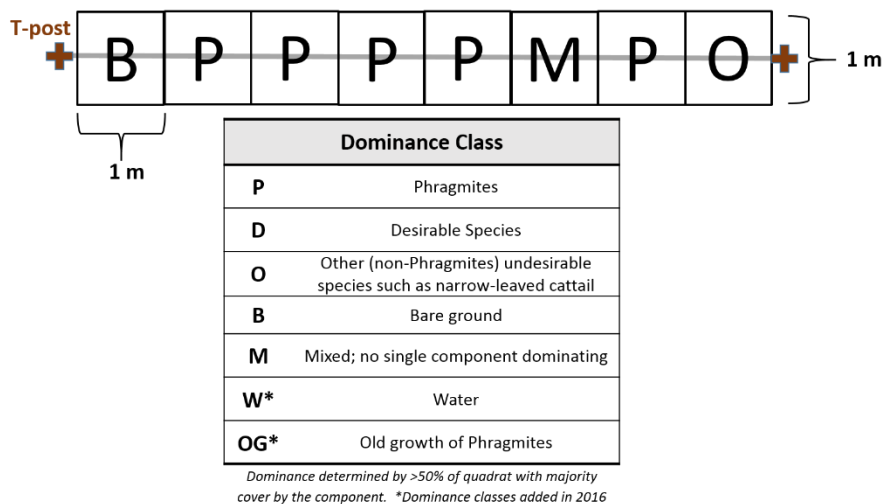 T-post
B P P P P M P O
1 m
1 m
Dominance Class
P Phragmites
D Desirable Species
O Other (non-Phragmites) undesirable
species such as narrow-leaved cattail
B Bare ground
M Mixed; no single component dominating
W* Water
OG* Old growth of Phragmites
Dominance determined by >50% of quadrat with majority
cover by the component. *Dominance classes added in 2016